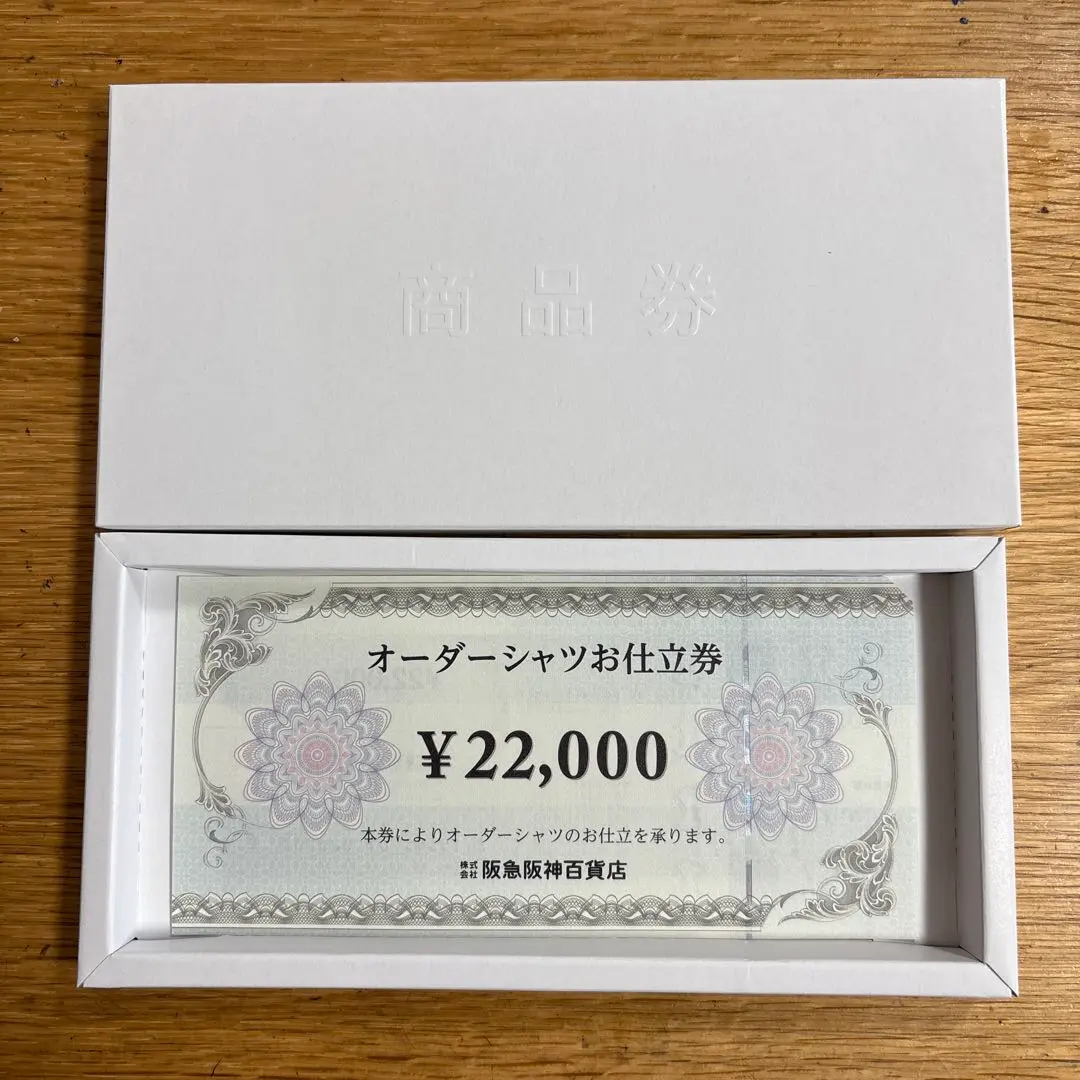 商品券
オーダーシャツお仕立券
¥22,000
本券によりオーダーシャツのお仕立を承ります。
株式会社 阪急阪神百貨店